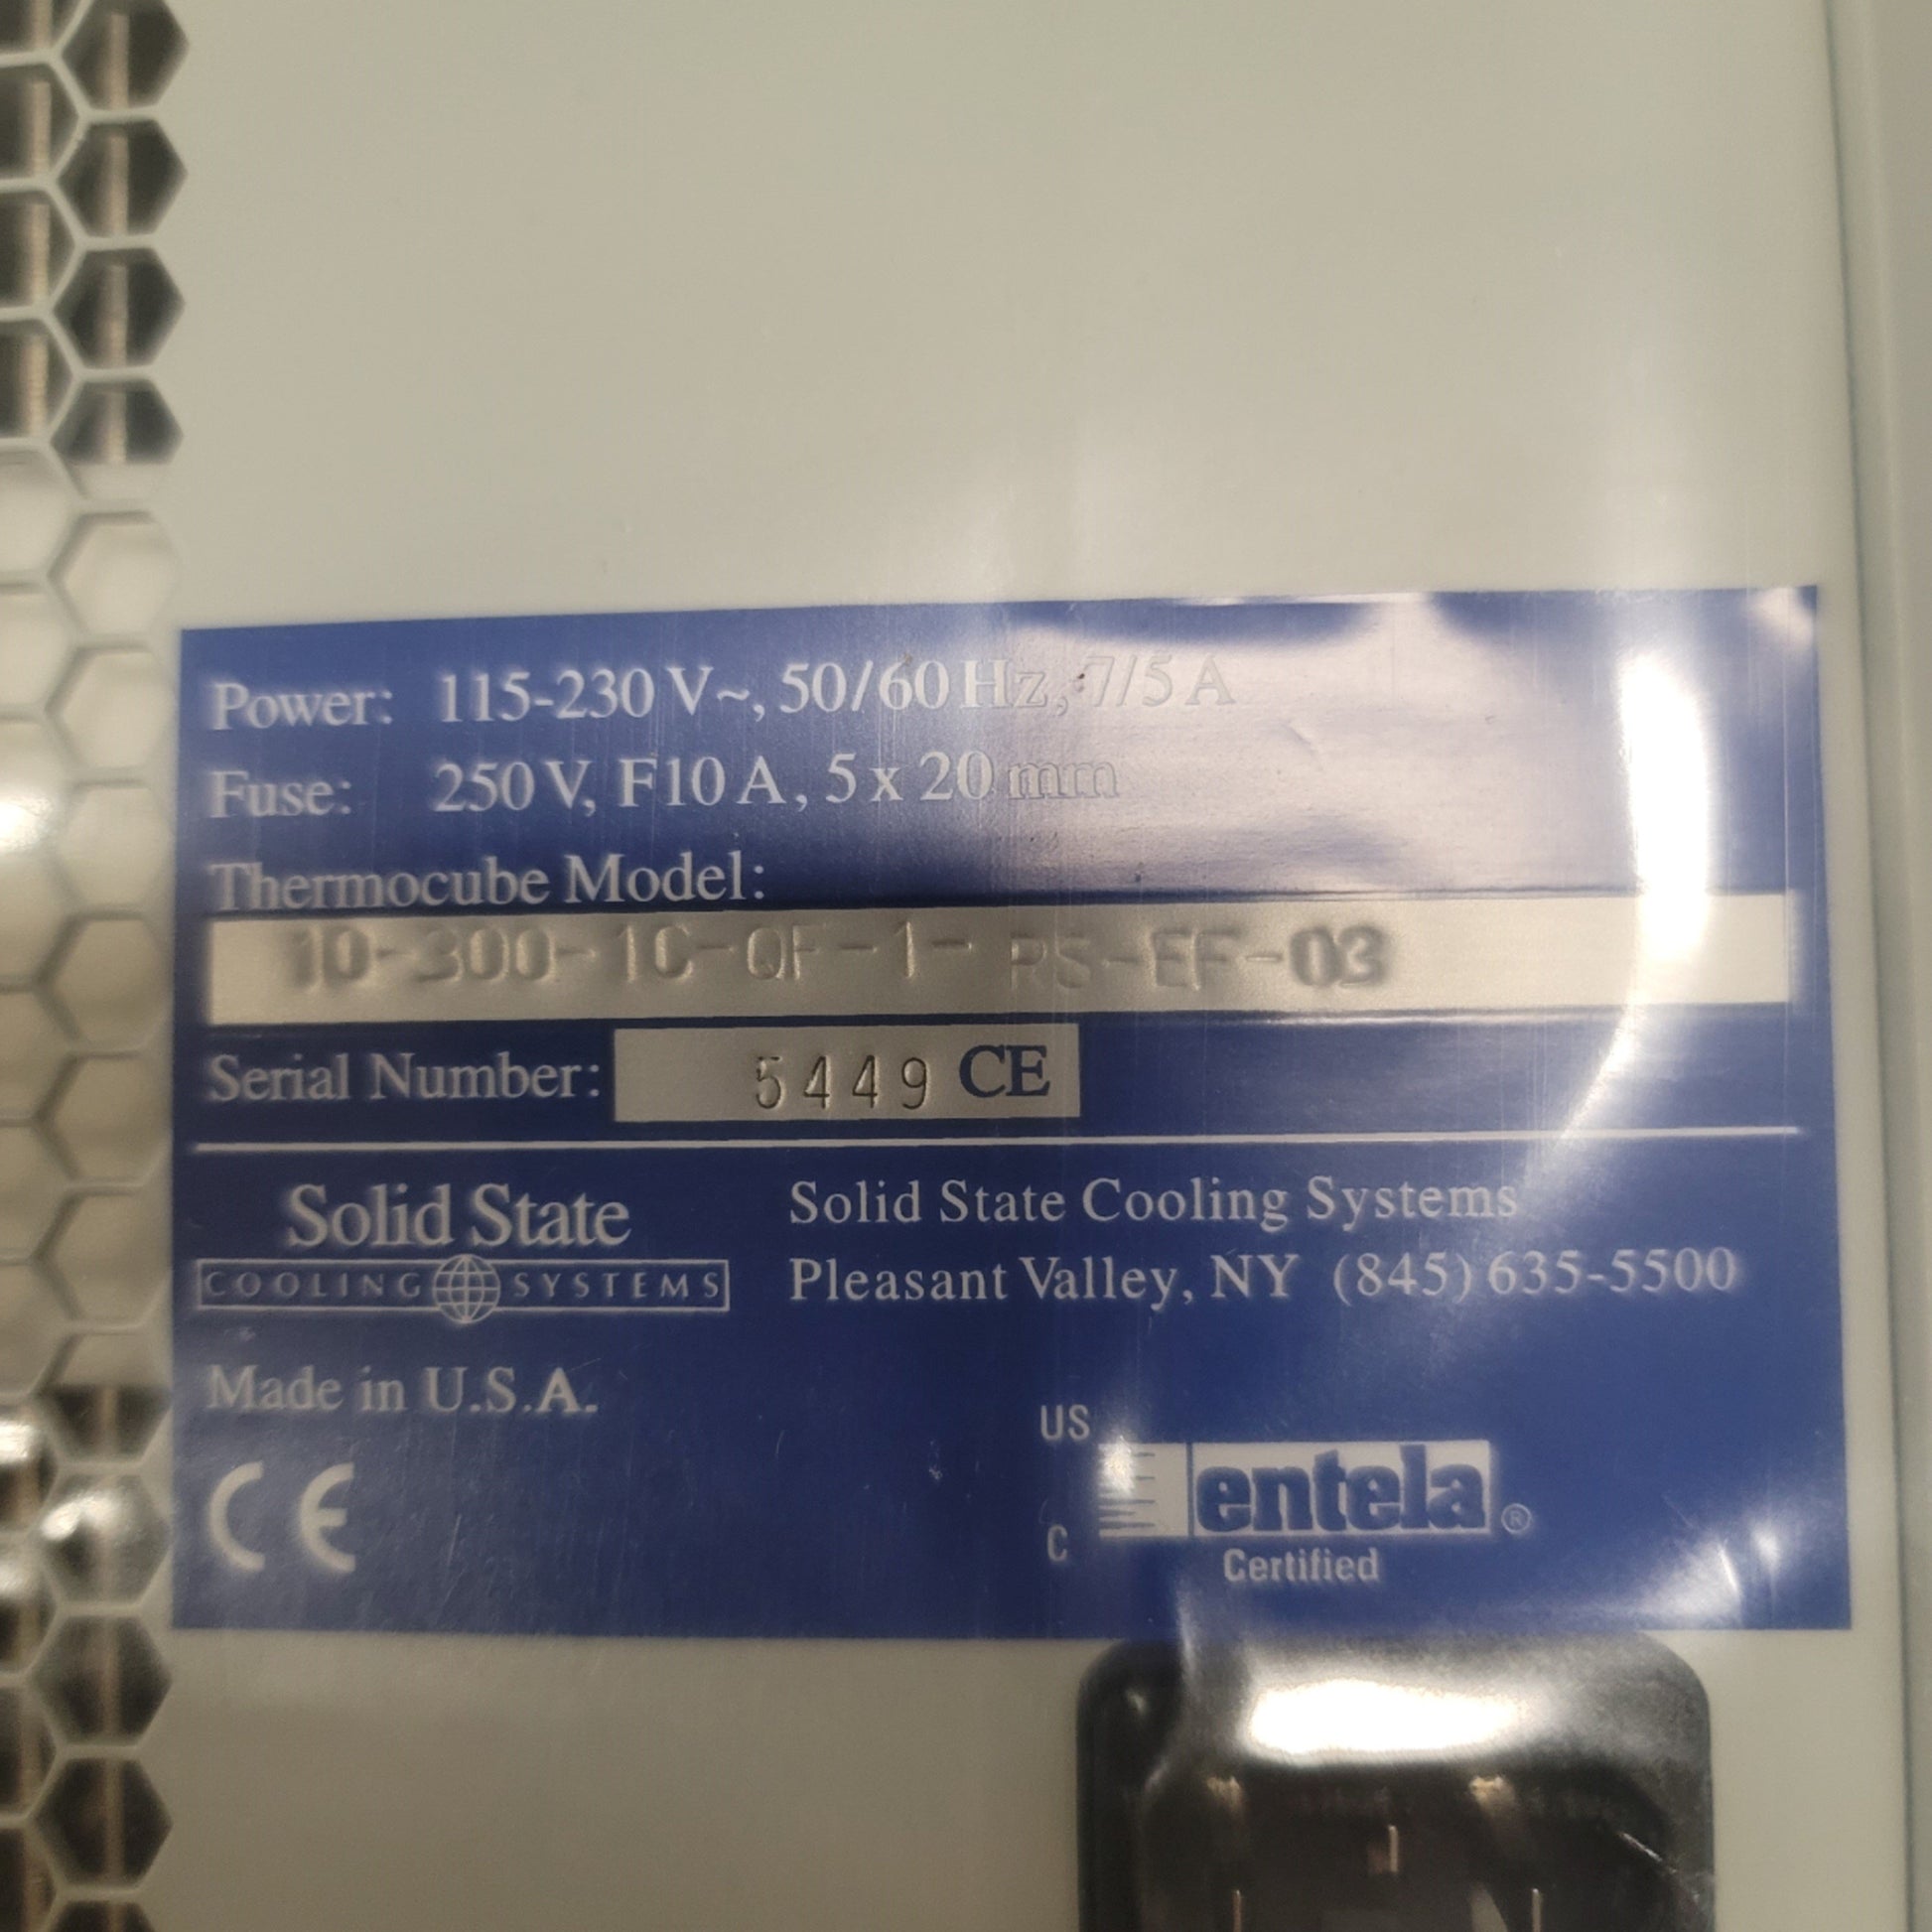 Power: 115-230 V~, 50/60 Hz, 7/5 A
Fuse: 250 V, F10 A, 5 x 20 mm
Thermocube Model:
10-300-1C-QF-1- RS-EF-03
Serial Number: 5449 CE
Solid State
COOLING SYSTEMS
Solid State Cooling Systems
Pleasant Valley, NY (845) 635-5500
Made in U.S.A.
CE
US
C
entela ®
Certified